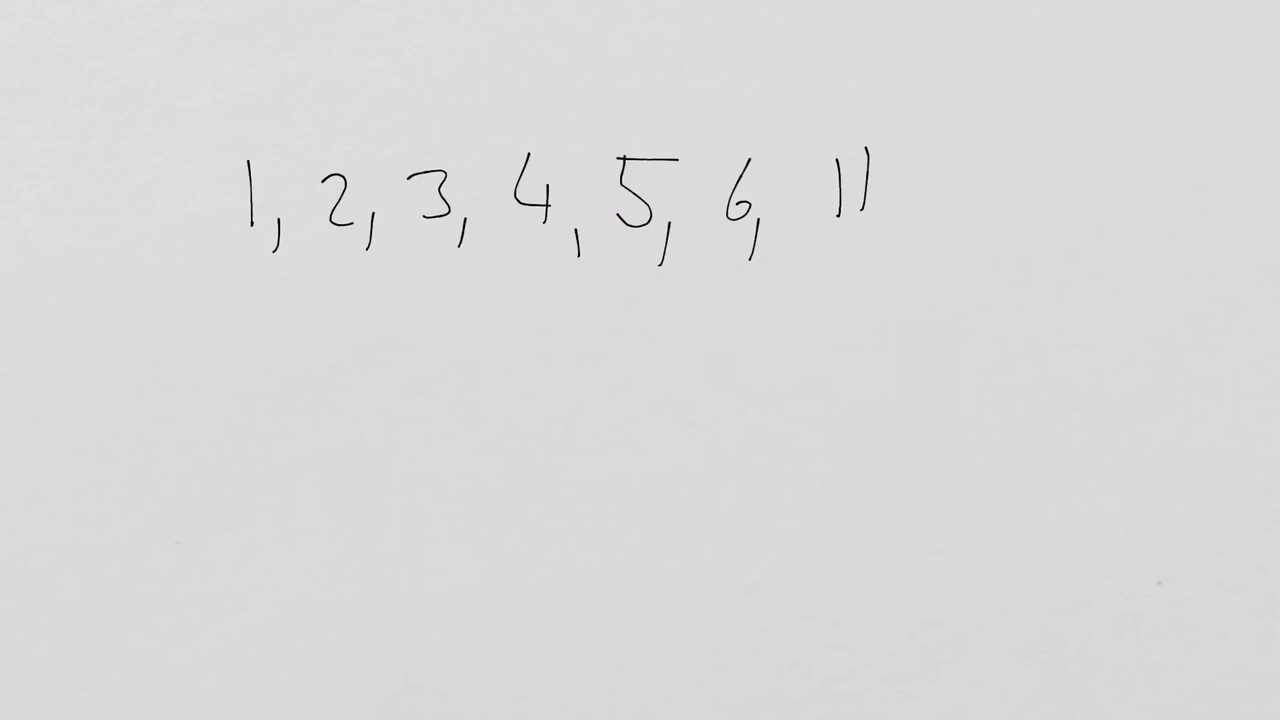 1, 2, 3, 4, 5, 6, 11